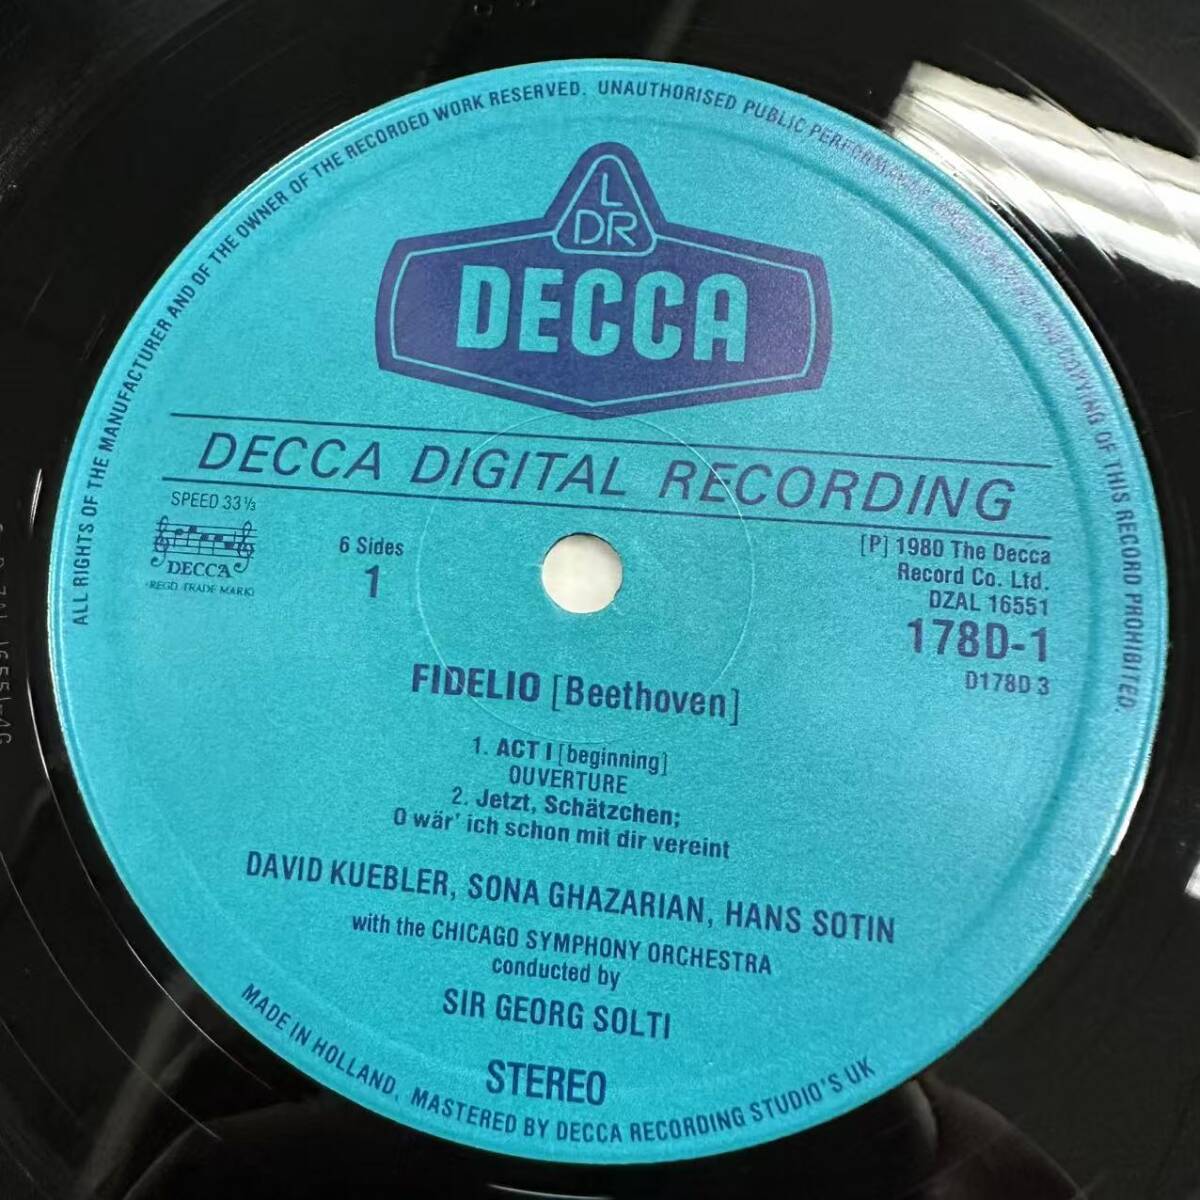 ALL RIGHTS OF THE MANUFACTURER AND OF THE OWNER OF THE RECORDED WORK RESERVED. UNAUTHORISED PUBLIC COPYING OF THIS RECORD PROHIBITED.
L
DR
DECCA
DECCA DIGITAL RECORDING
SPEED 33⅓
DECCA
(REGD. TRADE MARK)
6 Sides
1
[P] 1980 The Decca
Record Co. Ltd.
DZAL 16551
178D-1
D178D 3
FIDELIO [Beethoven]
1. ACT I [beginning]
OUVERTURE
2. Jetzt, Schätzchen;
O wär' ich schon mit dir vereint
DAVID KUEBLER, SONA GHAZARIAN, HANS SOTIN
with the CHICAGO SYMPHONY ORCHESTRA
conducted by
SIR GEORG SOLTI
STEREO
MADE IN HOLLAND. MASTERED BY DECCA RECORDING STUDIO'S UK